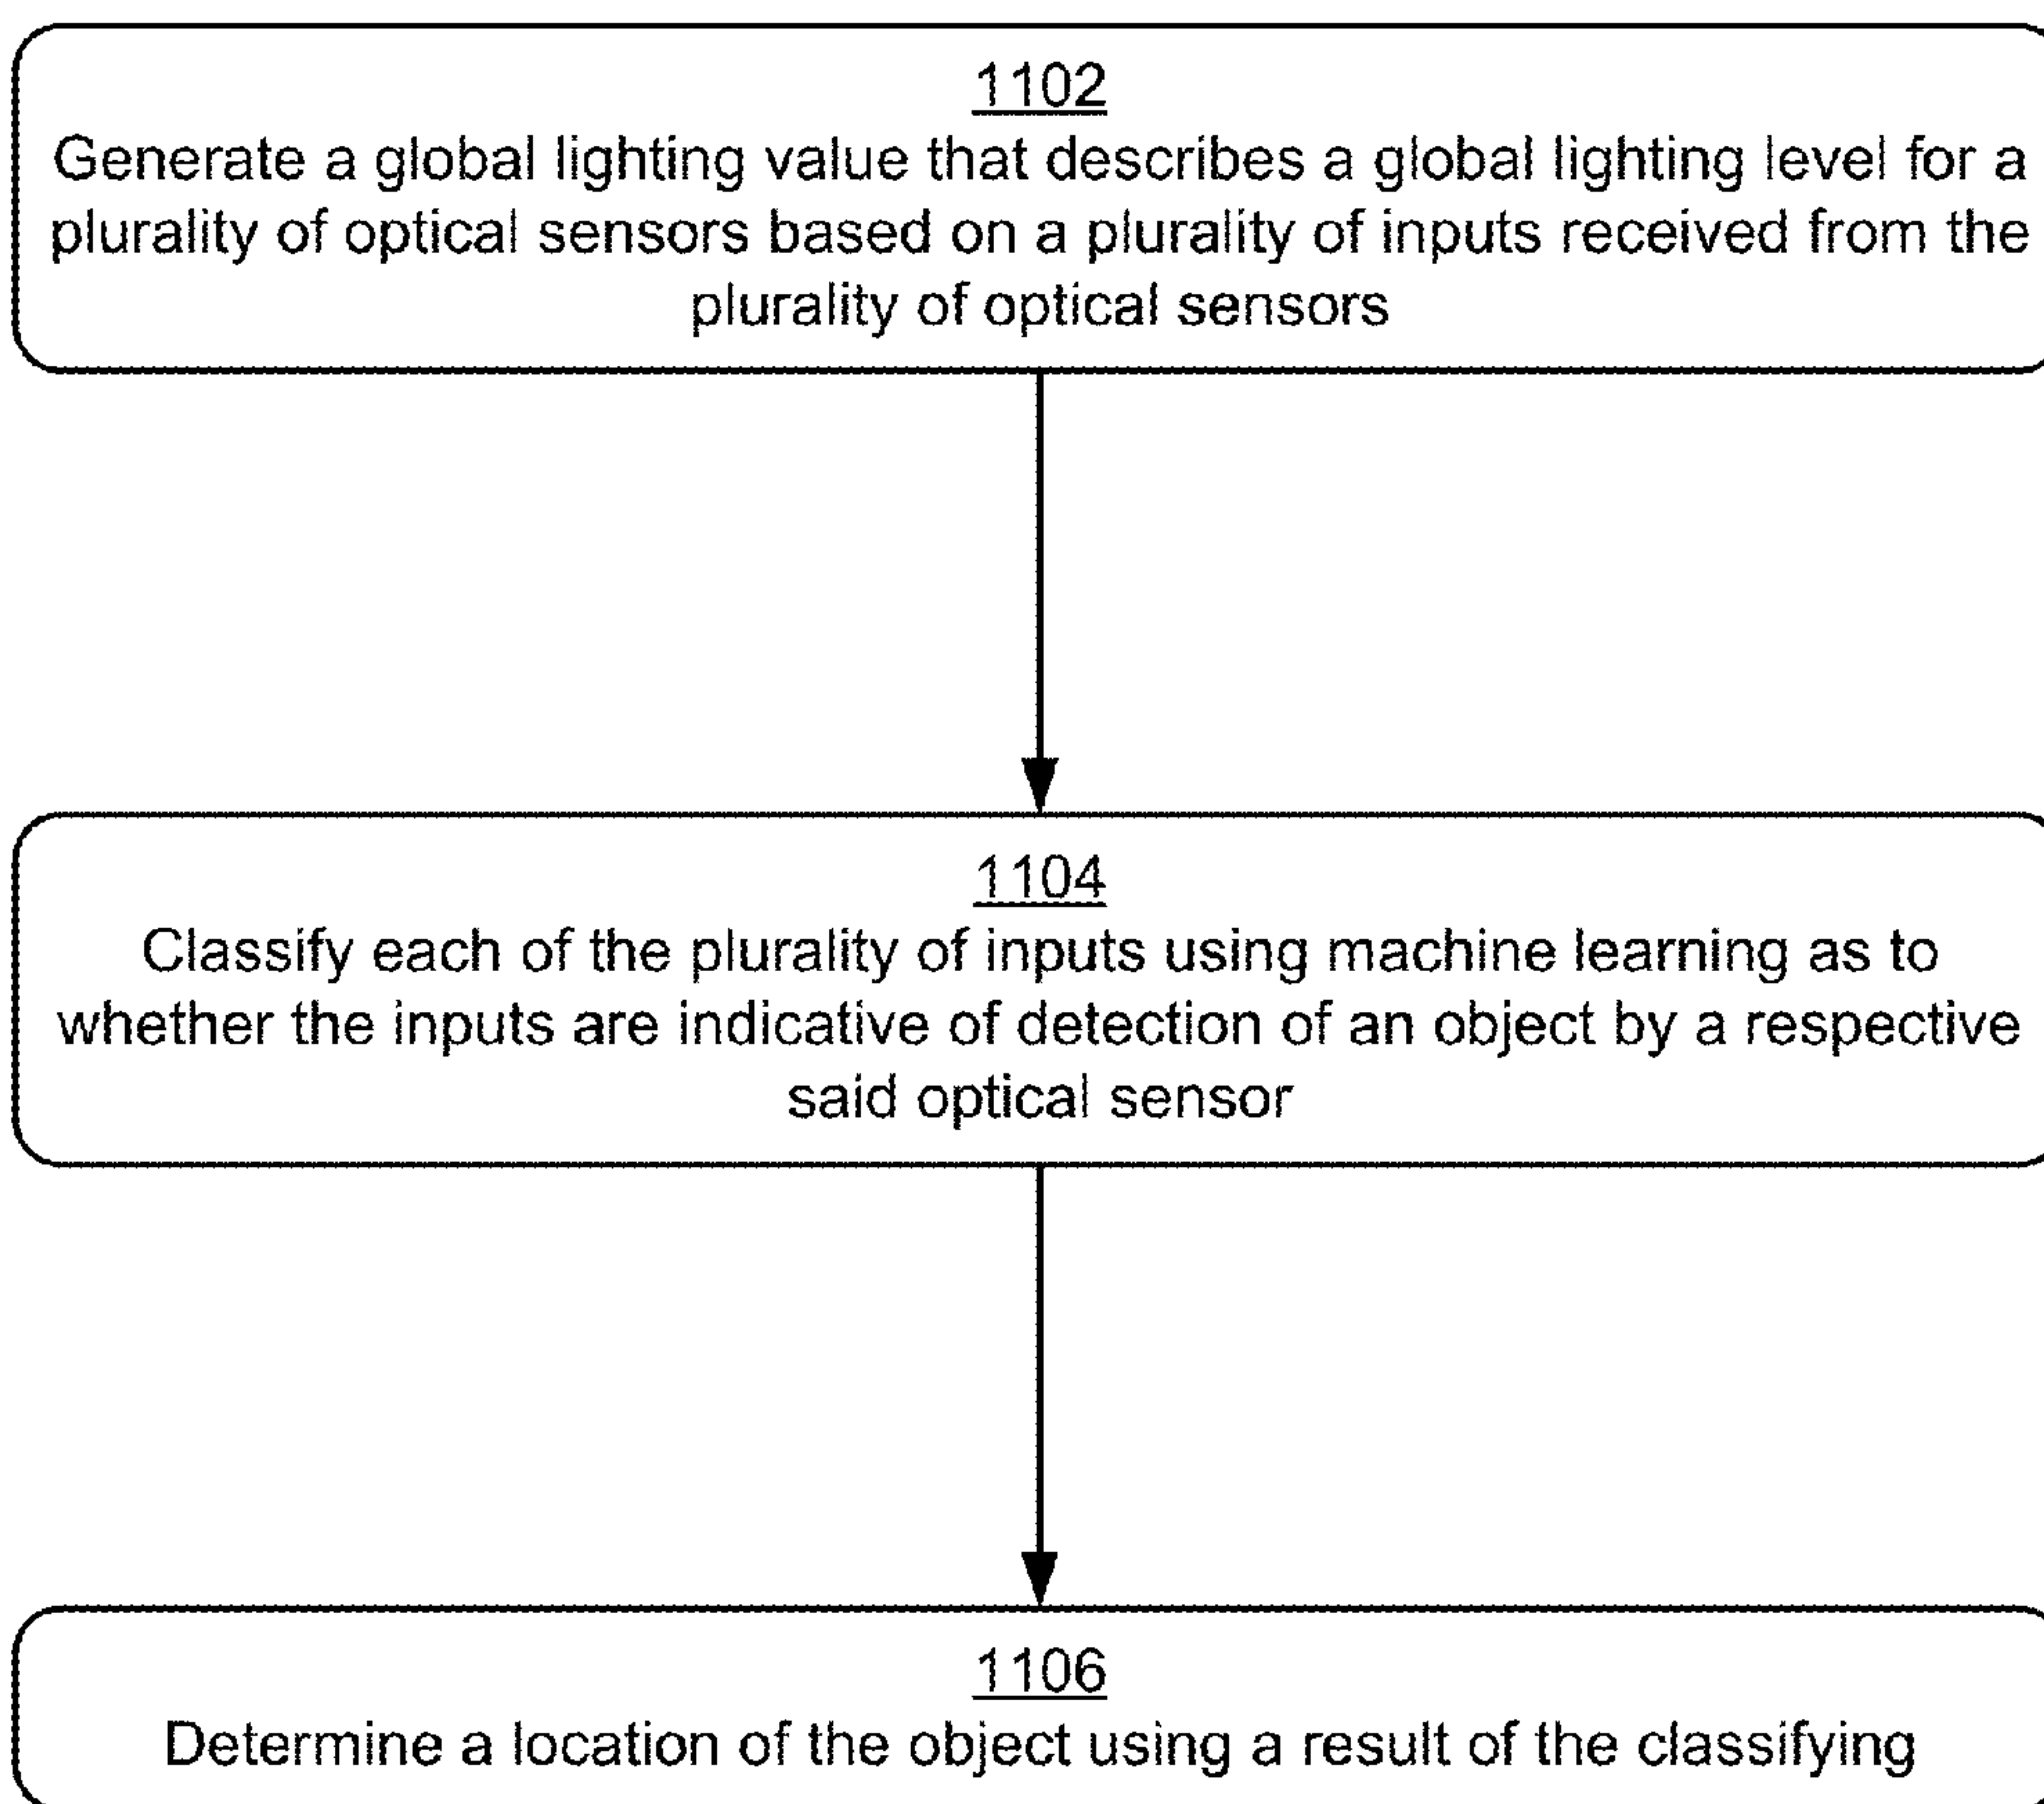 1102
Generate a global lighting value that describes a global lighting level for a
plurality of optical sensors based on a plurality of inputs received from the
plurality of optical sensors
1104
Classify each of the plurality of inputs using machine learning as to
whether the inputs are indicative of detection of an object by a respective
said optical sensor
1106
Determine a location of the object using a result of the classifying